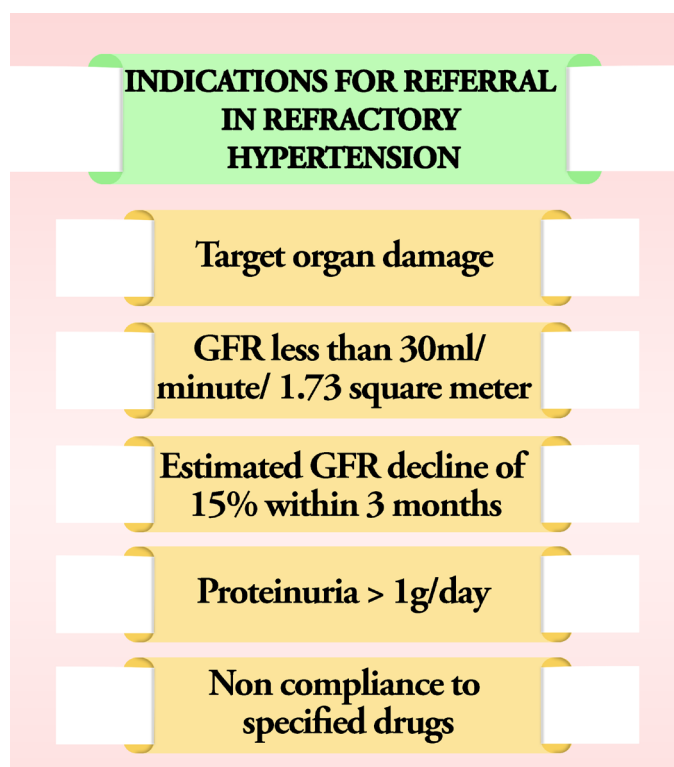 INDICATIONS FOR REFERRAL
IN REFRACTORY
HYPERTENSION
Target organ damage
GFR less than 30ml/
minute/ 1.73 square meter
Estimated GFR decline of
15% within 3 months
Proteinuria > 1g/day
Non compliance to
specified drugs